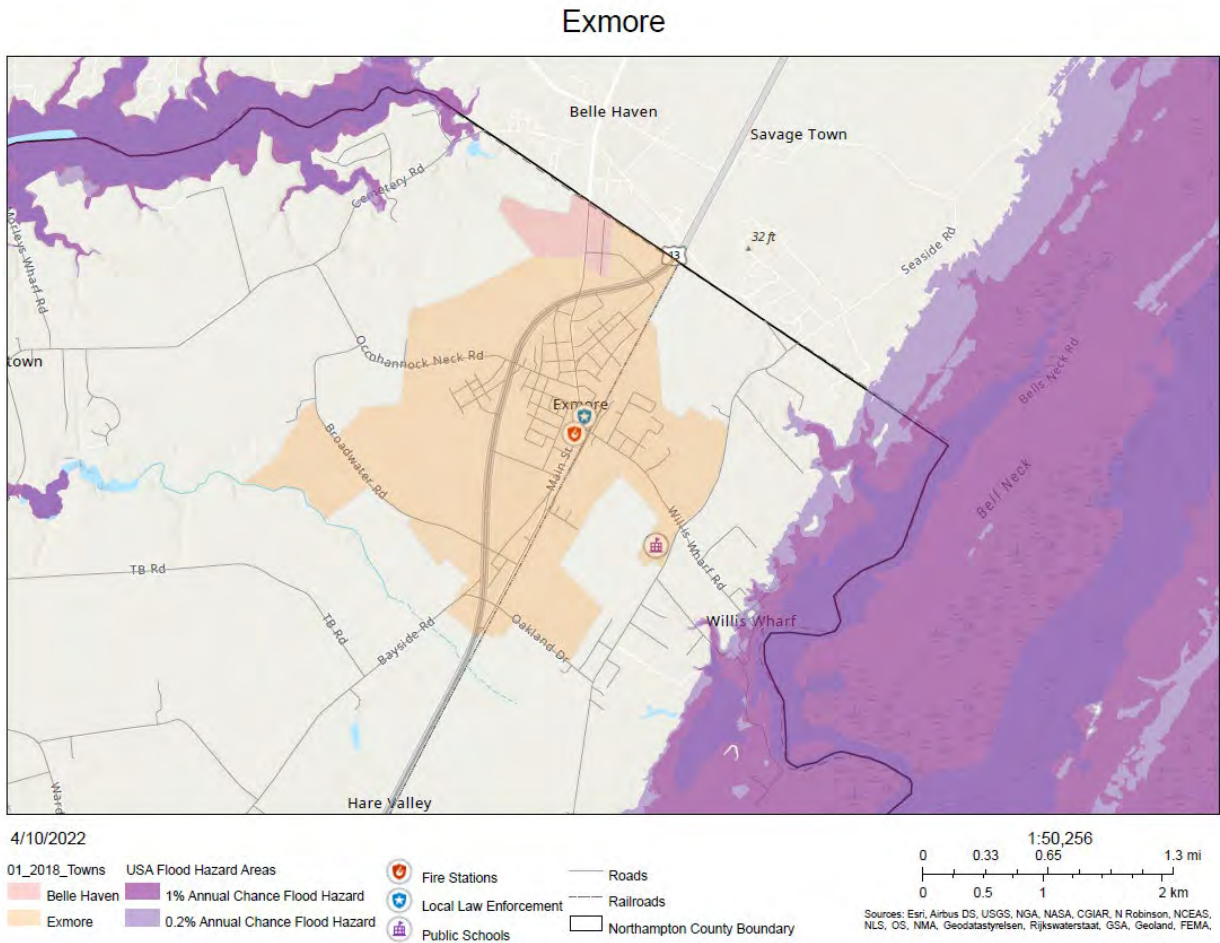 Exmore
Belle Haven
Savage Town
Cemetery Rd
Morleys Wharf Rd
32 ft
13
Seaside Rd
town
Occohannock Neck Rd
Bells Neck Rd
Exmore
Broadwater Rd
Main St
Bell Neck
Willis Wharf Rd
TB Rd
TB Rd
Willis Wharf
Bayside Rd
Oakland Dr
Ward
Hare Valley
4/10/2022
1:50,256
0 0.33 0.65 1.3 mi
0 0.5 1 2 km
01_2018_Towns
Belle Haven
Exmore
USA Flood Hazard Areas
1% Annual Chance Flood Hazard
0.2% Annual Chance Flood Hazard
Fire Stations
Local Law Enforcement
Public Schools
Roads
Railroads
Northampton County Boundary
Sources: Esri, Airbus DS, USGS, NGA, NASA, CGIAR, N Robinson, NCEAS,
NLS, OS, NMA, Geodatastyrelsen, Rijkswaterstaat, GSA, Geoland, FEMA,